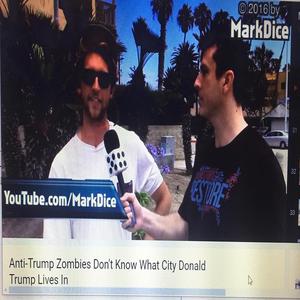 © 2016 by
MarkDice
YouTube.com/MarkDice
Anti-Trump Zombies Don't Know What City Donald
Trump Lives In